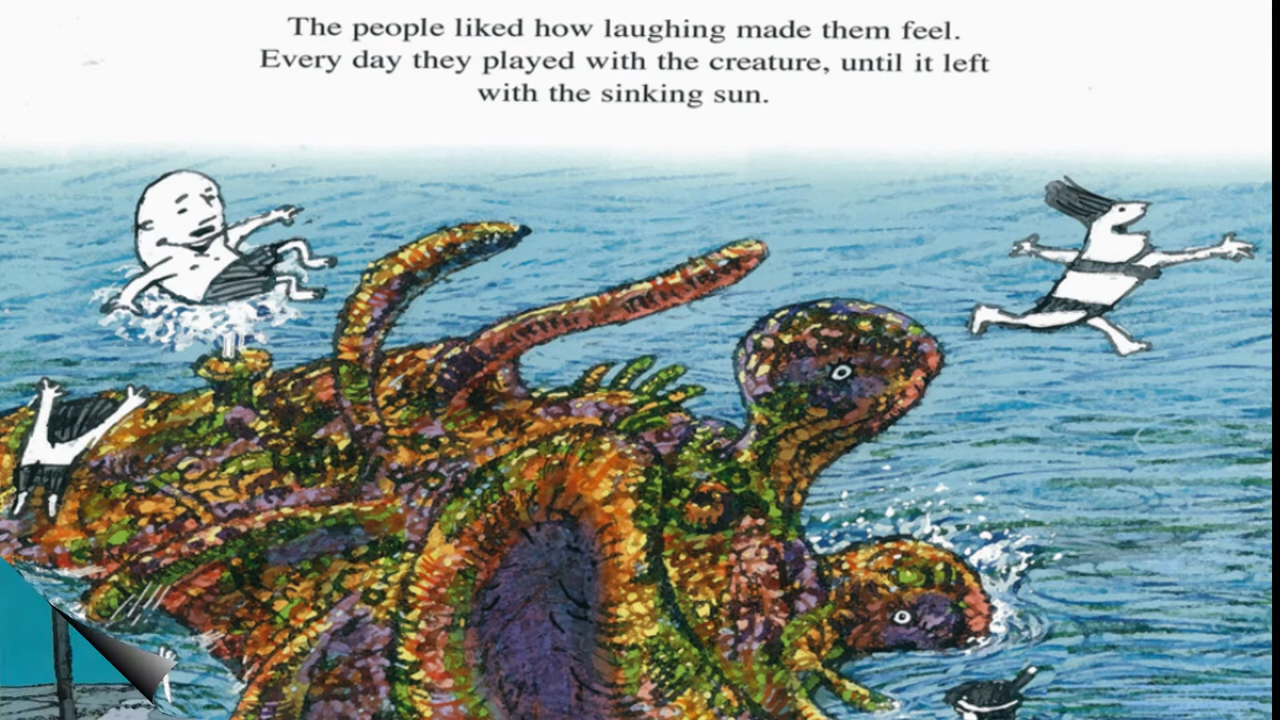 The people liked how laughing made them feel.
Every day they played with the creature, until it left
with the sinking sun.